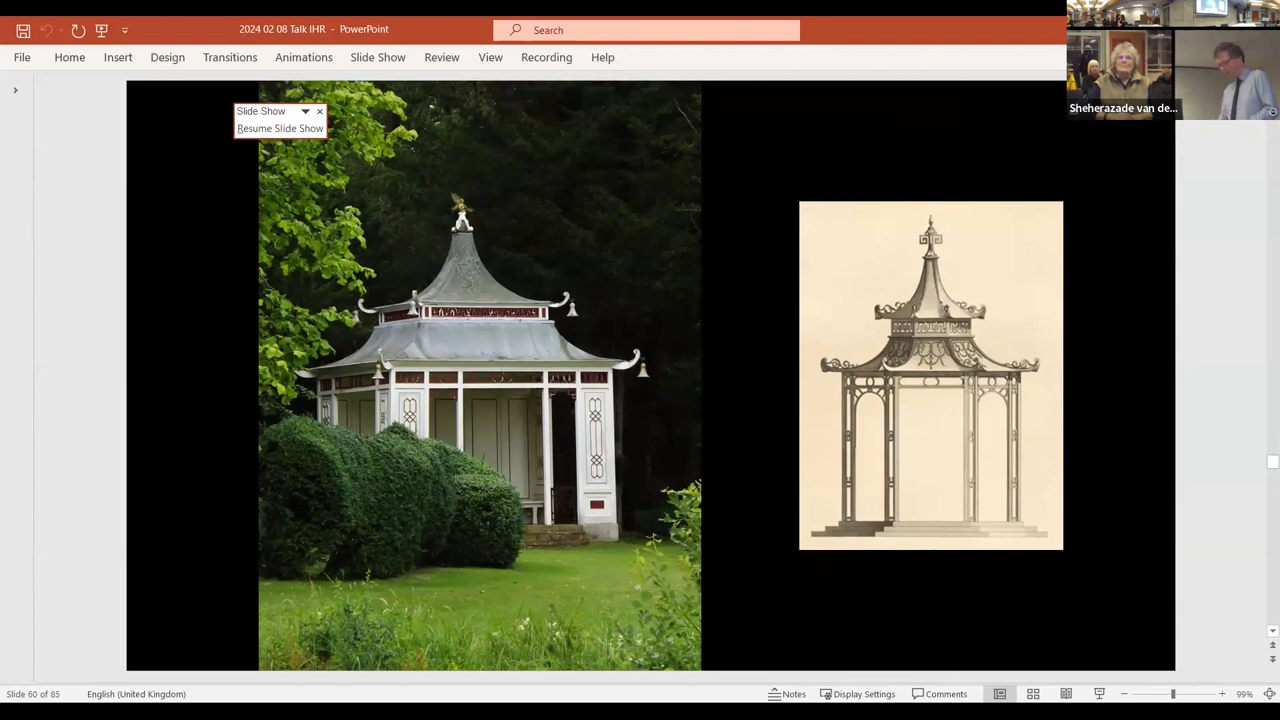 2024 02 08 Talk IHR - PowerPoint
Search
File Home Insert Design Transitions Animations Slide Show Review View Recording Help
Sheherazade van de...
Slide Show
Resume Slide Show
Slide 60 of 85 English (United Kingdom) Notes Display Settings Comments 99%